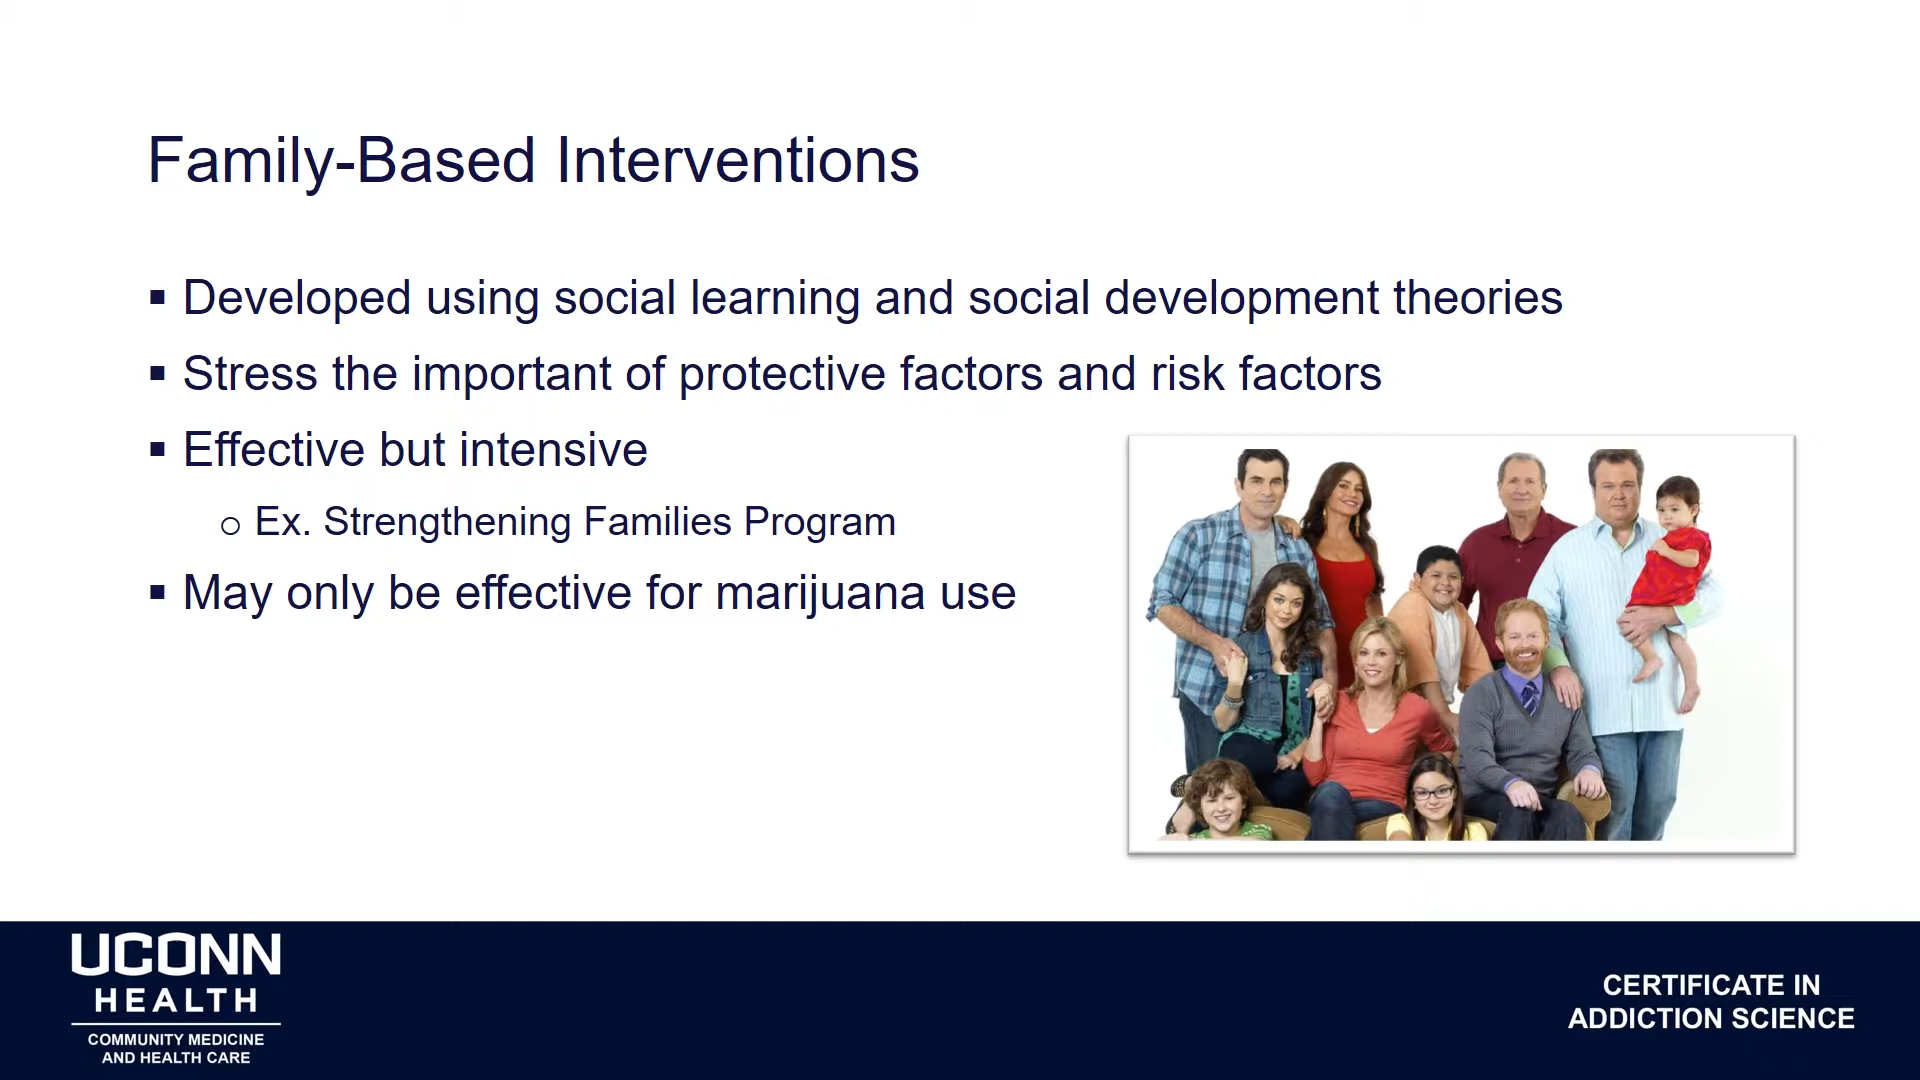 Family-Based Interventions
▪ Developed using social learning and social development theories
▪ Stress the important of protective factors and risk factors
▪ Effective but intensive
o Ex. Strengthening Families Program
▪ May only be effective for marijuana use
UCONN
HEALTH
COMMUNITY MEDICINE
AND HEALTH CARE
CERTIFICATE IN
ADDICTION SCIENCE